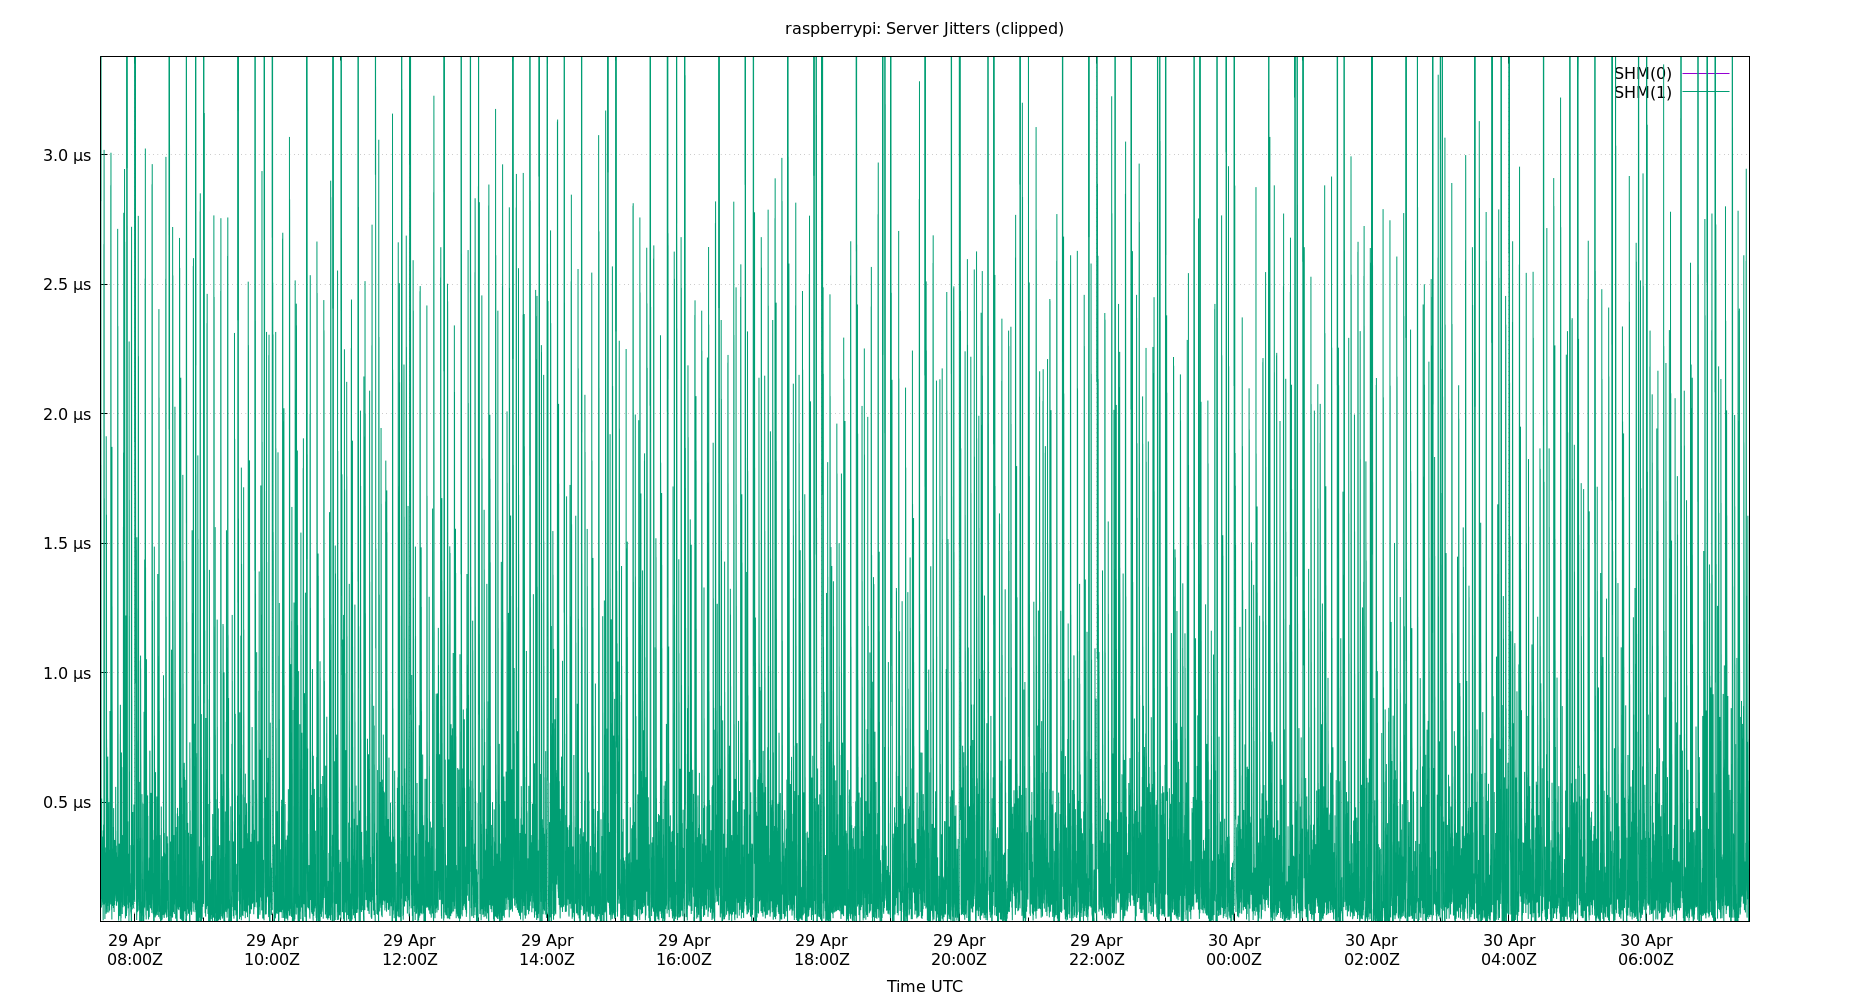 raspberrypi: Server Jitters (clipped)
SHM(0)
SHM(1)
3.0 µs
2.5 µs
2.0 µs
1.5 µs
1.0 µs
0.5 µs
29 Apr 29 Apr 29 Apr 29 Apr 29 Apr 29 Apr 29 Apr 29 Apr 30 Apr 30 Apr 30 Apr 30 Apr
08:00Z 10:00Z 12:00Z 14:00Z 16:00Z 18:00Z 20:00Z 22:00Z 00:00Z 02:00Z 04:00Z 06:00Z
Time UTC